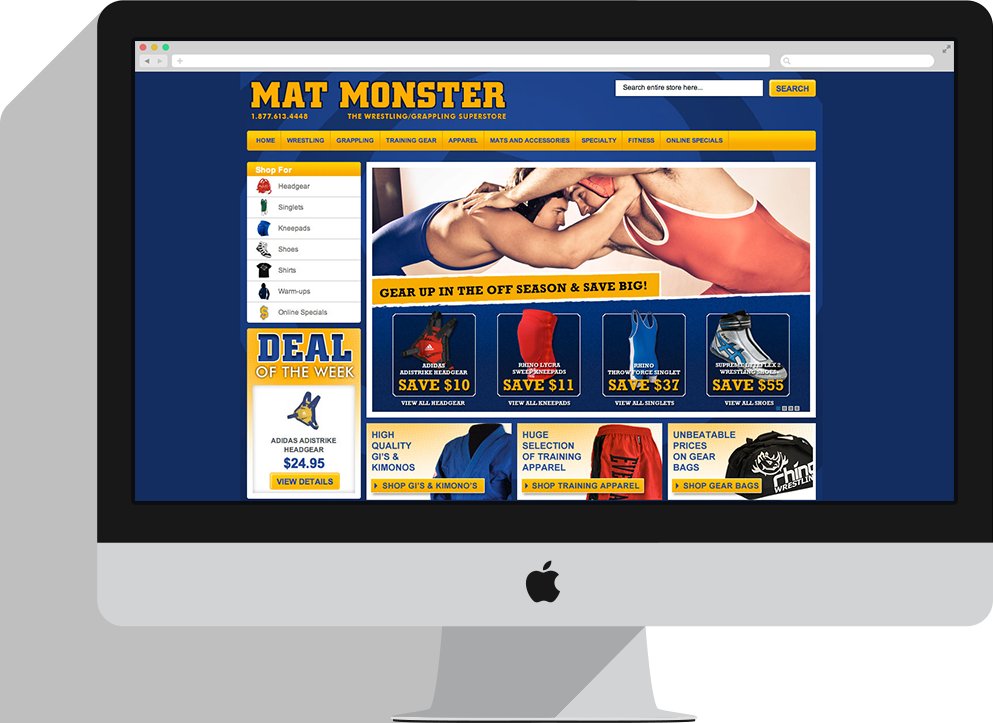 MAT MONSTER
1.877.613.4448 THE WRESTLING/GRAPPLING SUPERSTORE
Search entire store here...
SEARCH
HOME WRESTLING GRAPPLING TRAINING GEAR APPAREL MATS AND ACCESSORIES SPECIALTY FITNESS ONLINE SPECIALS
Shop For
Headgear
Singlets
Kneepads
Shoes
Shirts
Warm-ups
Online Specials
DEAL
OF THE WEEK
ADIDAS ADISTRIKE
HEADGEAR
$24.95
VIEW DETAILS
GEAR UP IN THE OFF SEASON & SAVE BIG!
ADIDAS
ADISTRIKE HEADGEAR
SAVE $10
VIEW ALL HEADGEAR
RHINO LYCRA
SWEEP KNEEPADS
SAVE $11
VIEW ALL KNEEPADS
RHINO
THROW FORCE SINGLET
SAVE $37
VIEW ALL SINGLETS
SUPREME
WRESTLING SHOES
SAVE $55
VIEW ALL SHOES
HIGH
QUALITY
GI'S &
KIMONOS
SHOP GI'S & KIMONO'S
HUGE
SELECTION
OF TRAINING
APPAREL
SHOP TRAINING APPAREL
UNBEATABLE
PRICES
ON GEAR
BAGS
SHOP GEAR BAGS
rhino
WRESTLING